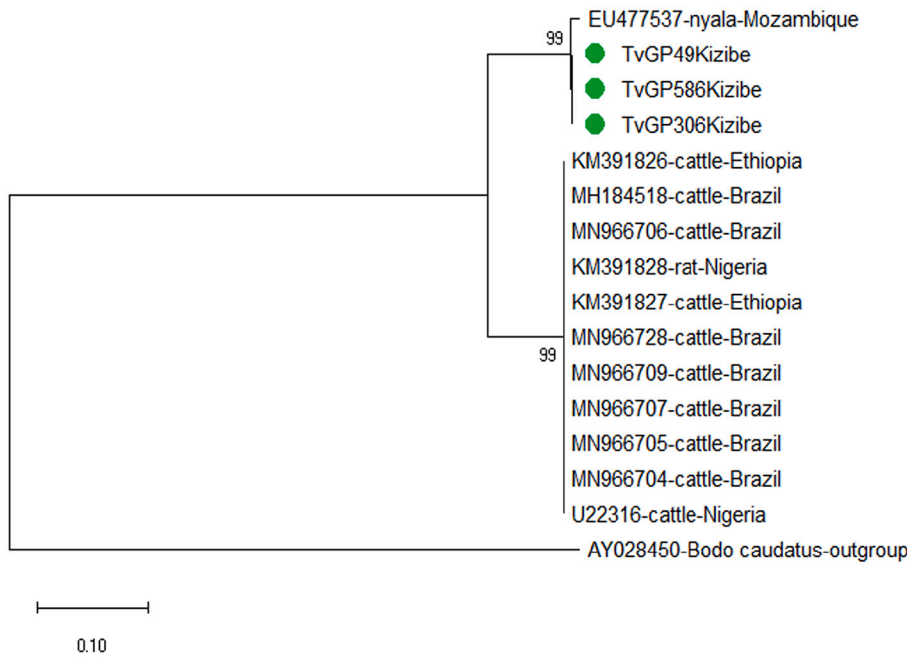 EU477537-nyala-Mozambique
99
TvGP49Kizibe
TvGP586Kizibe
TvGP306Kizibe
KM391826-cattle-Ethiopia
MH184518-cattle-Brazil
MN966706-cattle-Brazil
KM391828-rat-Nigeria
KM391827-cattle-Ethiopia
MN966728-cattle-Brazil
99
MN966709-cattle-Brazil
MN966707-cattle-Brazil
MN966705-cattle-Brazil
MN966704-cattle-Brazil
U22316-cattle-Nigeria
AY028450-Bodo caudatus-outgroup
0.10